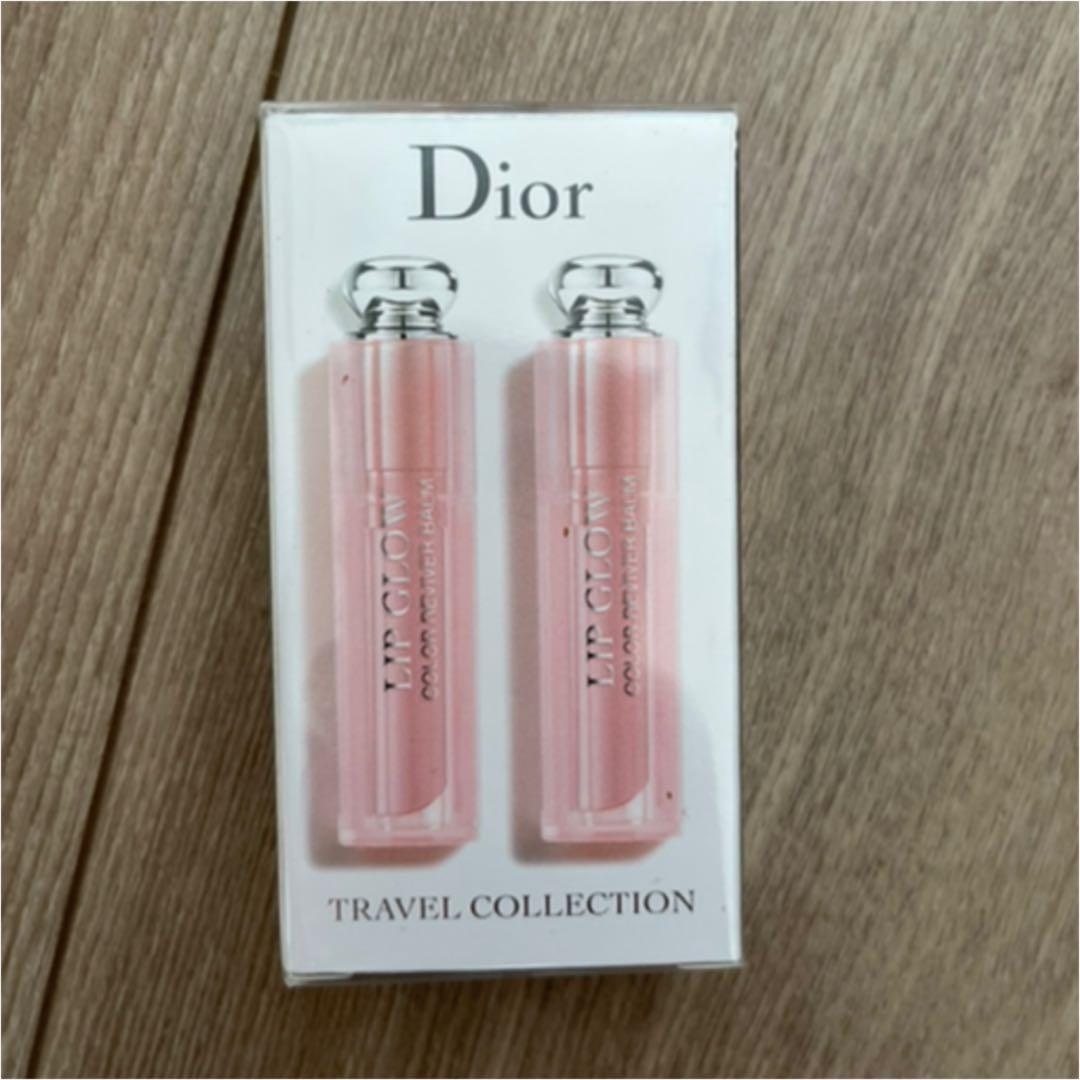 Dior
LIP GLOW
COLOR REVIVER BALM
LIP GLOW
COLOR REVIVER BALM
TRAVEL COLLECTION